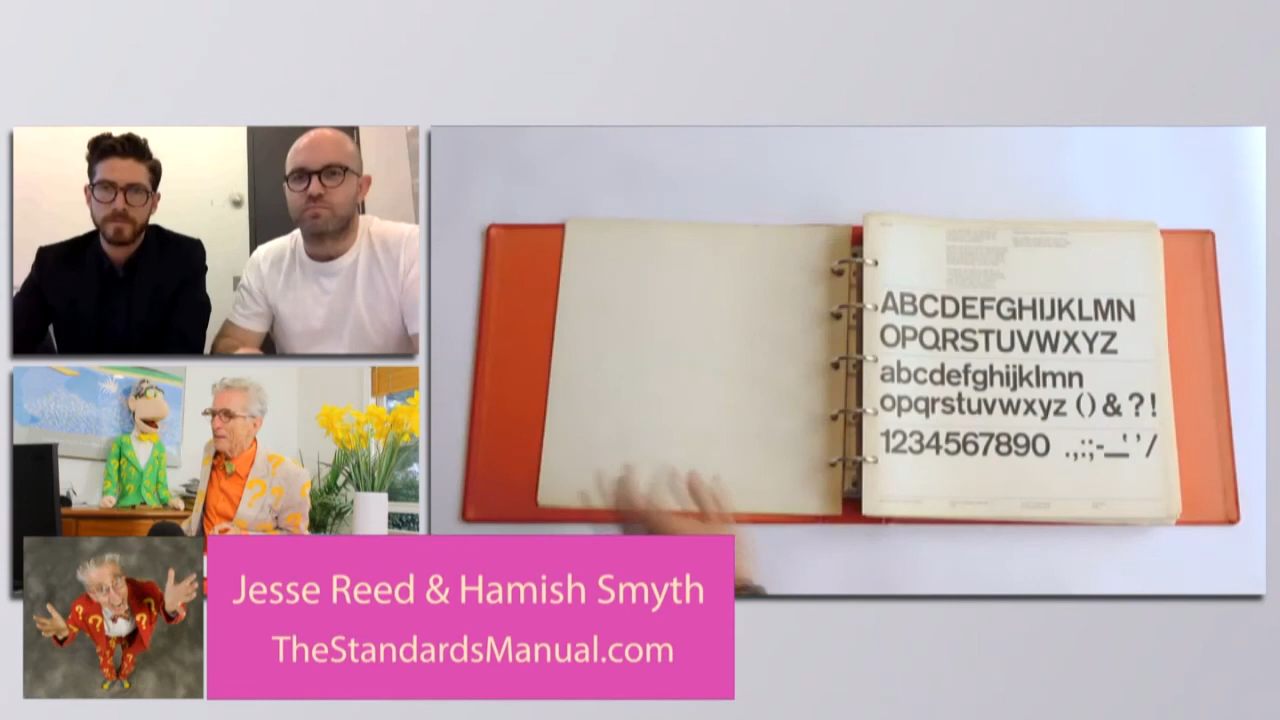 ABCDEFGHIJKLMN
OPQRSTUVWXYZ
abcdefghijklmn
opqrstuvwxyz () & ? !
1234567890 .,:;-_‘ ’ /
Jesse Reed & Hamish Smyth
TheStandardsManual.com